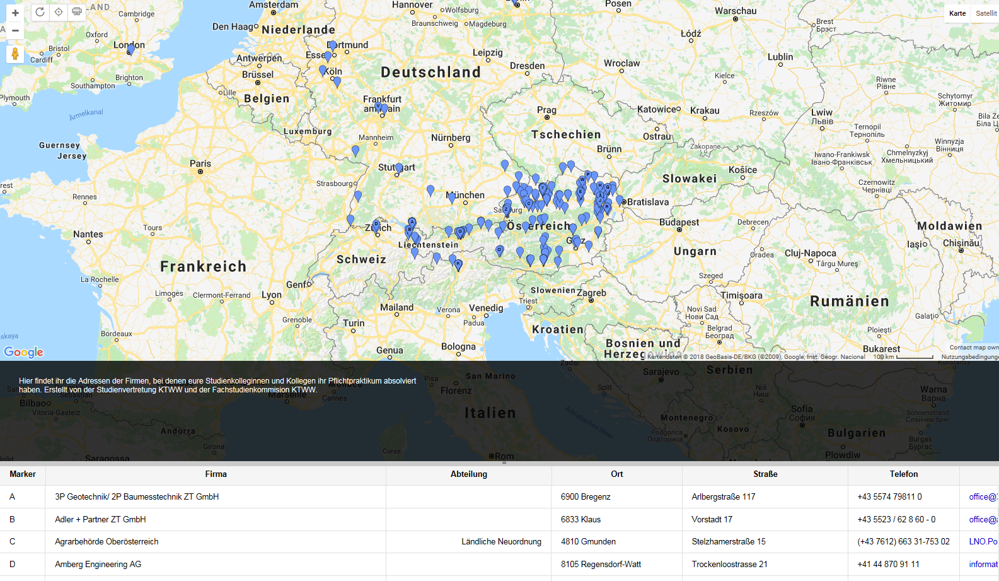 Amsterdam
Hannover
Wolfsburg
Posen
Cambridge
Warschau
Karte
Satellit
Brest
Брэст
Den Haag
Niederlande
Braunschweig
Magdeburg
Łódź
Oxford
London
Bristol
Cardiff
Dortmund
Essen
Leipzig
Antwerpen
Dresden
Wroclaw
Lublin
Deutschland
Brüssel
Köln
Brighton
Southampton
Kielce
Riwne
Рівне
Lille
Belgien
Plymouth
Frankfurt
am Main
Schytomyr
Житомир
Prag
Katowice
Krakau
Rzeszów
Lwiw
Львів
Ärmelkanal
Luxemburg
Mannheim
Nürnberg
Tschechien
Ostrau
Ternopil
Тернопіль
Guernsey
Jersey
Brünn
Zakopane
Winnyzja
Вінниця
Iwano-Frankiwsk
Івано-Франківськ
Chmelnyzkyj
Хмельницький
Paris
Stuttgart
Slowakei
Košice
Strasbourg
Czernowitz
Чернівці
Rennes
München
Salzburg
Bratislava
Österreich
Budapest
Debrecen
Moldawien
Tours
Nantes
Zürich
Liechtenstein
Graz
Iași
Chișinău
Schweiz
Ungarn
Oradea
Cluj-Napoca
Târgu Mureș
Frankreich
La Rochelle
Genf
Szeged
Limoges
Clermont-Ferrand
Lyon
Slowenien
Zagreb
Timișoara
Rumänien
Mailand
Verona
Venedig
Triest
Novi Sad
Нови Сад
Galați
Grenoble
Turin
Padua
Kroatien
Belgrad
Београд
Ploiești
Bordeaux
Bologna
Genua
Bosnien und
Herzegowina
Bukarest
Contact map own
Google
Kartendaten © 2018 GeoBasis-DE/BKG (©2009), Google, Inst. Geogr. Nacional
100 km
Nutzungsbedingunge
Zadar
Sarajevo
Serbien
Konstanza
Hier findet ihr die Adressen der Firmen, bei denen eure Studienkolleginnen und Kollegen ihr Pflichtpraktikum absolviert
haben. Erstellt von der Studienvertretung KTWW und der Fachstudienkommision KTWW.
Monaco
Pisa
San Marino
Florenz
Split
Niš
Ниш
Warna
Варна
Bilbao
Sebastián
Marseille
Cannes
Vitoria-Gasteiz
Italien
Adriatisches Meer
Montenegro
Sofia
София
Sonnenstrand
Слънчев бряг
Andorra
Podgorica
Подгорица
Kosovo
Bulgarien
Burgas
Бургас
Girona
Corse
Saragossa
Rom
Plowdiw
Marker Firma Abteilung Ort Straße Telefon
A 3P Geotechnik/ 2P Baumesstechnik ZT GmbH 6900 Bregenz Arlbergstraße 117 +43 5574 79811 0 office@
B Adler + Partner ZT GmbH 6833 Klaus Vorstadt 17 +43 5523 / 62 8 60 - 0 office@
C Agrarbehörde Oberösterreich Ländliche Neuordnung 4810 Gmunden Stelzhamerstraße 15 (+43 7612) 663 31-753 02 LNO.Po
D Amberg Engineering AG 8105 Regensdorf-Watt Trockenloostrasse 21 +41 44 870 91 11 informat